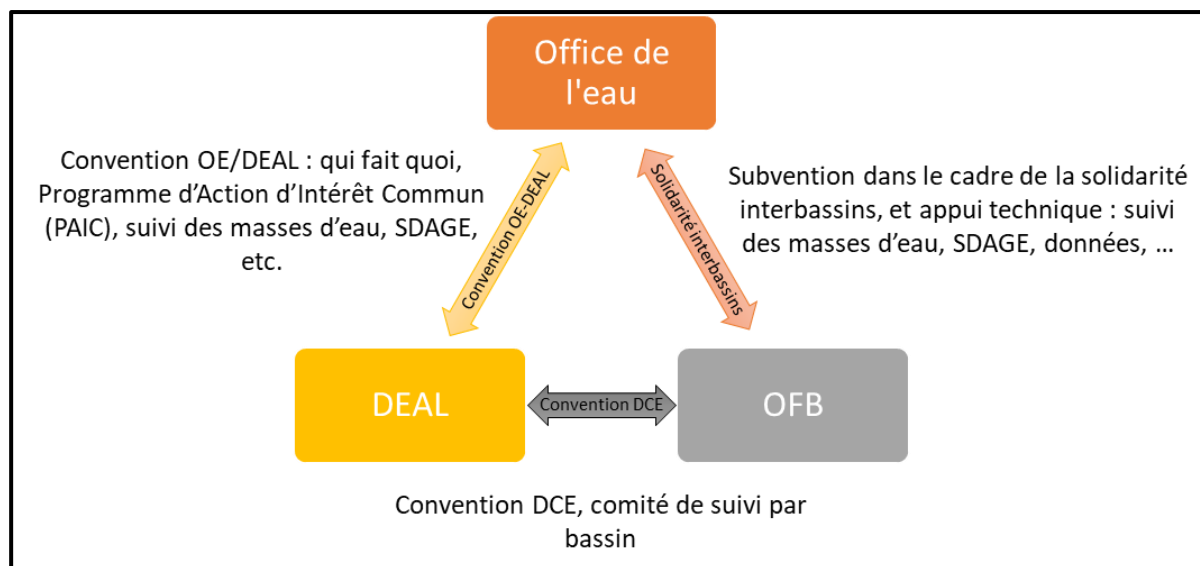 Office de
l'eau
Convention OE/DEAL : qui fait quoi,
Programme d’Action d’Intérêt Commun
(PAIC), suivi des masses d’eau, SDAGE,
etc.
Convention OE-DEAL
Solidarité interbassins
Subvention dans le cadre de la solidarité
interbassins, et appui technique : suivi
des masses d’eau, SDAGE, données, …
DEAL
Convention DCE
OFB
Convention DCE, comité de suivi par
bassin